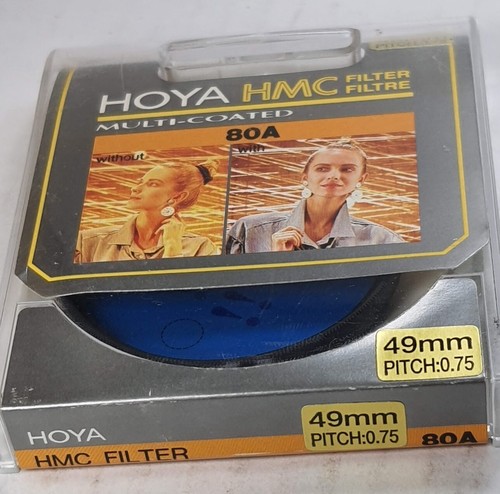 HOYA HMC FILTER
FILTRE
MULTI-COATED
80A
without
with
49mm
PITCH:0.75
49mm
PITCH:0.75
HOYA
80A
HMC FILTER